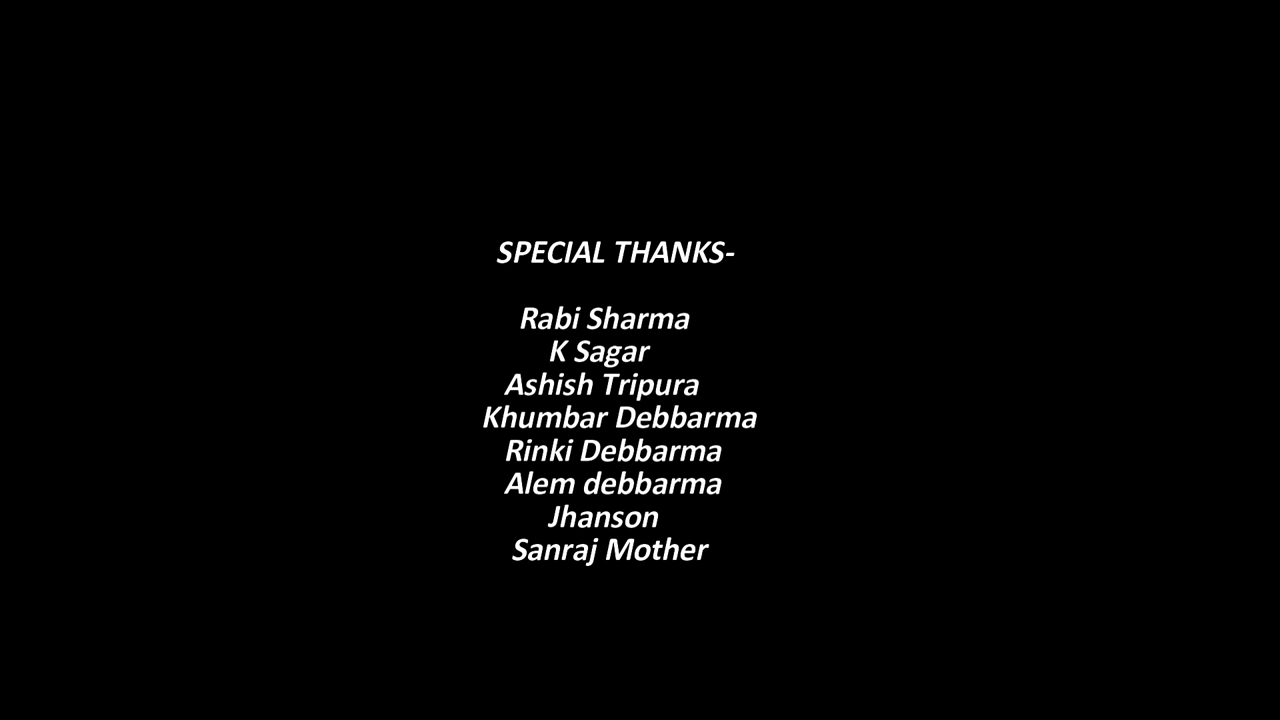 SPECIAL THANKS-
Rabi Sharma
K Sagar
Ashish Tripura
Khumbar Debbarma
Rinki Debbarma
Alem debbarma
Jhanson
Sanraj Mother